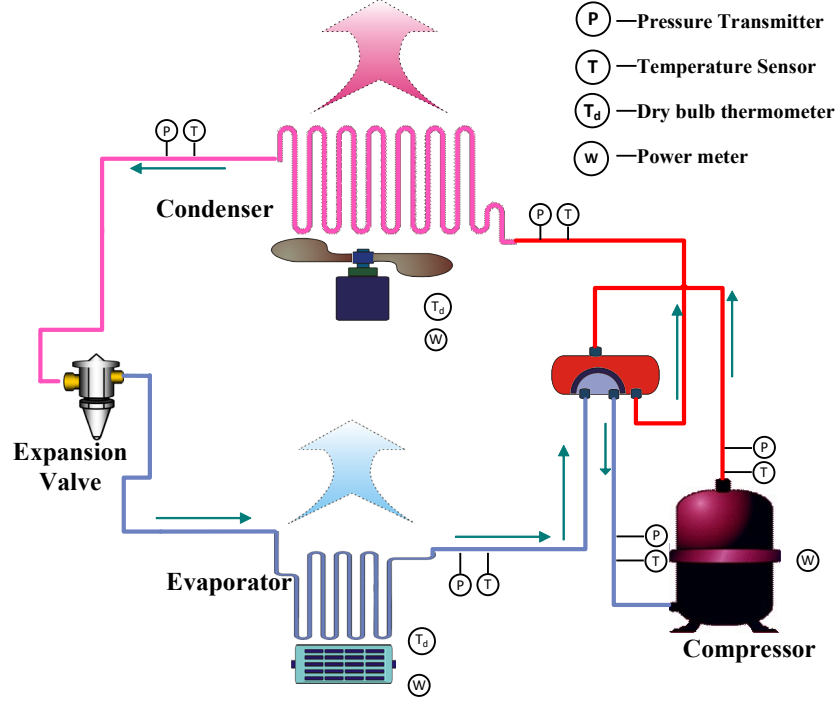 P —Pressure Transmitter
T —Temperature Sensor
Td —Dry bulb thermometer
W —Power meter
P T
Condenser
P T
Td
W
Expansion
Valve
P
T
P
T
W
Evaporator
P T
Td
W
Compressor